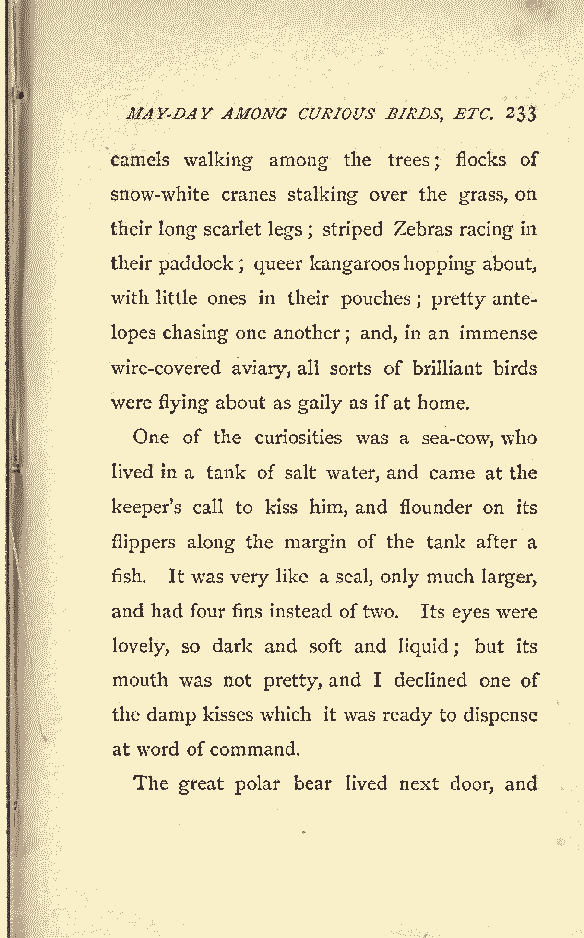 MAY-DAY AMONG CURIOUS BIRDS, ETC. 233
camels walking among the trees; flocks of
snow-white cranes stalking over the grass, on
their long scarlet legs; striped Zebras racing in
their paddock; queer kangaroos hopping about,
with little ones in their pouches; pretty ante-
lopes chasing one another; and, in an immense
wire-covered aviary, all sorts of brilliant birds
were flying about as gaily as if at home.
One of the curiosities was a sea-cow, who
lived in a tank of salt water, and came at the
keeper's call to kiss him, and flounder on its
flippers along the margin of the tank after a
fish. It was very like a seal, only much larger,
and had four fins instead of two. Its eyes were
lovely, so dark and soft and liquid; but its
mouth was not pretty, and I declined one of
the damp kisses which it was ready to dispense
at word of command.
The great polar bear lived next door, and